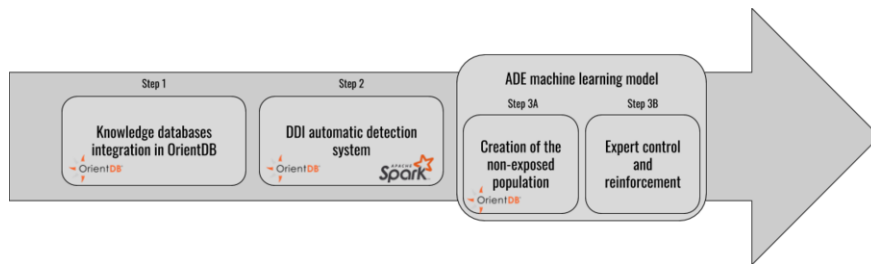 Step 1
Knowledge databases
integration in OrientDB
OrientDB
Step 2
DDI automatic detection
system
OrientDB
APACHE
Spark
ADE machine learning model
Step 3A
Creation of the
non-exposed
population
OrientDB
Step 3B
Expert control
and
reinforcement